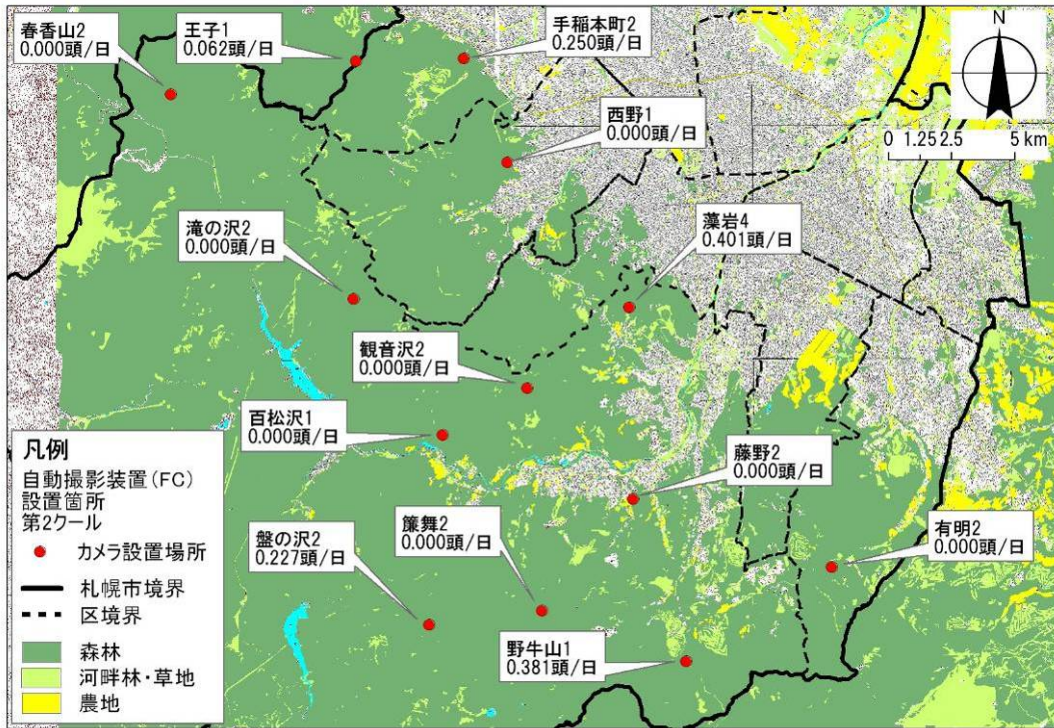 春香山2
0.000頭/日
王子1
0.062頭/日
手稲本町2
0.250頭/日
N
0 1.25 2.5 5 km
西野1
0.000頭/日
滝の沢2
0.000頭/日
藻岩4
0.401頭/日
観音沢2
0.000頭/日
百松沢1
0.000頭/日
藤野2
0.000頭/日
簾舞2
0.000頭/日
盤の沢2
0.227頭/日
有明2
0.000頭/日
野牛山1
0.381頭/日
凡例
自動撮影装置(FC)
設置箇所
第2クール
カメラ設置場所
札幌市境界
区境界
森林
河畔林・草地
農地